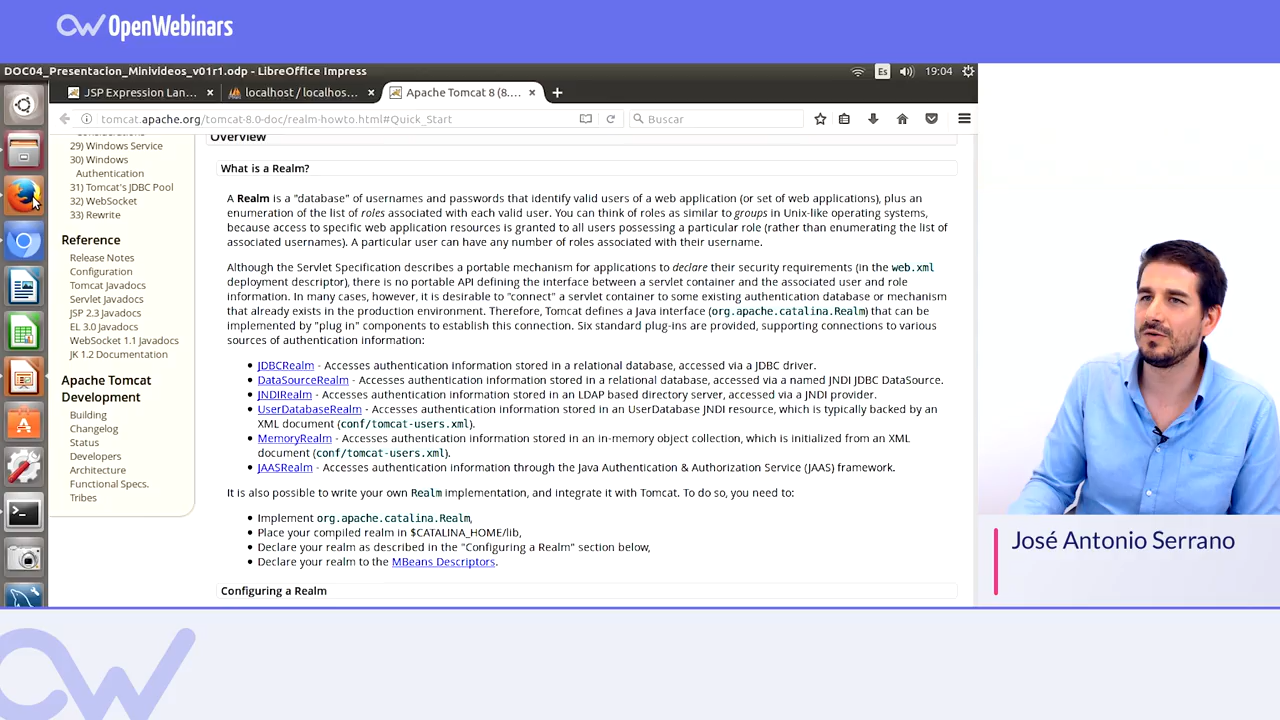 OpenWebinars
DOC04_Presentacion_Minivideos_v01r1.odp - LibreOffice Impress
Es
19:04
JSP Expression Lan...
localhost / localhos...
Apache Tomcat 8 (8....
tomcat.apache.org/tomcat-8.0-doc/realm-howto.html#Quick_Start
Buscar
29) Windows Service
30) Windows
Authentication
31) Tomcat's JDBC Pool
32) WebSocket
33) Rewrite
Reference
Release Notes
Configuration
Tomcat Javadocs
Servlet Javadocs
JSP 2.3 Javadocs
EL 3.0 Javadocs
WebSocket 1.1 Javadocs
JK 1.2 Documentation
Apache Tomcat
Development
Building
Changelog
Status
Developers
Architecture
Functional Specs.
Tribes
Overview
What is a Realm?
A Realm is a "database" of usernames and passwords that identify valid users of a web application (or set of web applications), plus an
enumeration of the list of roles associated with each valid user. You can think of roles as similar to groups in Unix-like operating systems,
because access to specific web application resources is granted to all users possessing a particular role (rather than enumerating the list of
associated usernames). A particular user can have any number of roles associated with their username.
Although the Servlet Specification describes a portable mechanism for applications to declare their security requirements (in the web.xml
deployment descriptor), there is no portable API defining the interface between a servlet container and the associated user and role
information. In many cases, however, it is desirable to "connect" a servlet container to some existing authentication database or mechanism
that already exists in the production environment. Therefore, Tomcat defines a Java interface (org.apache.catalina.Realm) that can be
implemented by "plug in" components to establish this connection. Six standard plug-ins are provided, supporting connections to various
sources of authentication information:
• JDBCRealm - Accesses authentication information stored in a relational database, accessed via a JDBC driver.
• DataSourceRealm - Accesses authentication information stored in a relational database, accessed via a named JNDI JDBC DataSource.
• JNDIRealm - Accesses authentication information stored in an LDAP based directory server, accessed via a JNDI provider.
• UserDatabaseRealm - Accesses authentication information stored in an UserDatabase JNDI resource, which is typically backed by an
XML document (conf/tomcat-users.xml).
• MemoryRealm - Accesses authentication information stored in an in-memory object collection, which is initialized from an XML
document (conf/tomcat-users.xml).
• JAASRealm - Accesses authentication information through the Java Authentication & Authorization Service (JAAS) framework.
It is also possible to write your own Realm implementation, and integrate it with Tomcat. To do so, you need to:
• Implement org.apache.catalina.Realm,
• Place your compiled realm in $CATALINA_HOME/lib,
• Declare your realm as described in the "Configuring a Realm" section below,
• Declare your realm to the MBeans Descriptors.
Configuring a Realm
José Antonio Serrano